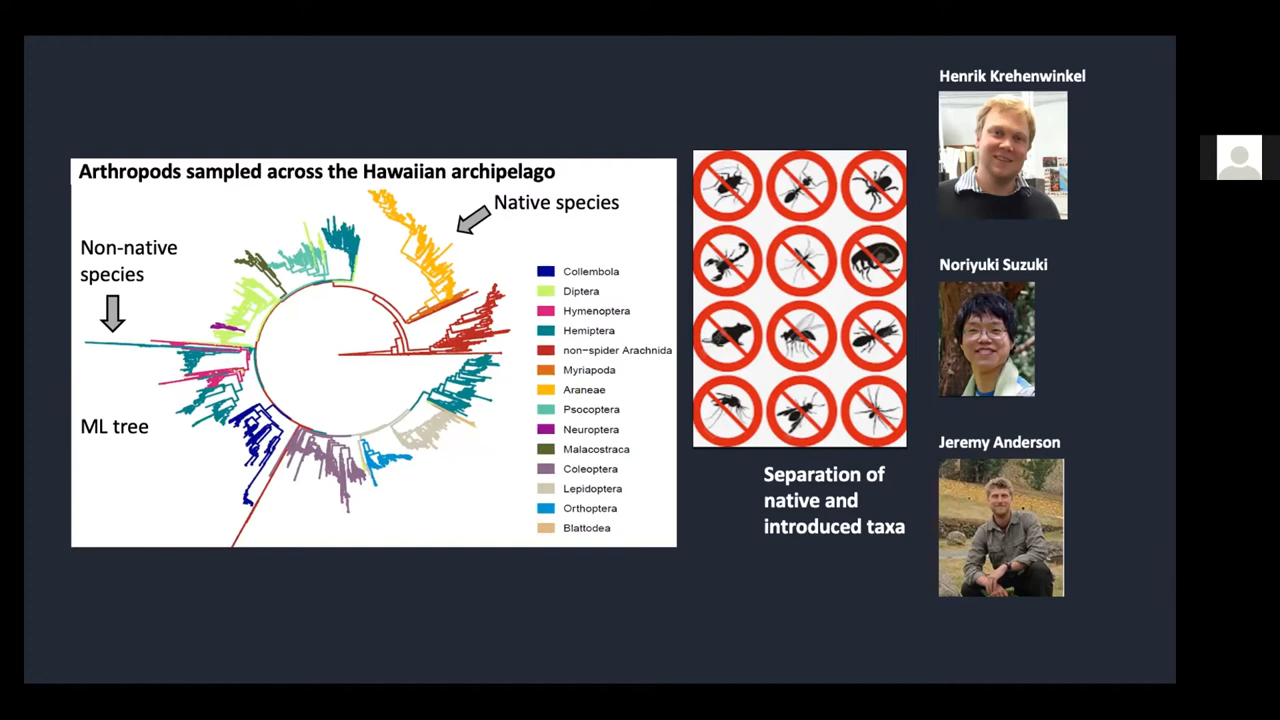 Arthropods sampled across the Hawaiian archipelago
Native species
Non-native
species
ML tree
Collembola
Diptera
Hymenoptera
Hemiptera
non-spider Arachnida
Myriapoda
Araneae
Psocoptera
Neuroptera
Malacostraca
Coleoptera
Lepidoptera
Orthoptera
Blattodea
Separation of
native and
introduced taxa
Henrik Krehenwinkel
Noriyuki Suzuki
Jeremy Anderson